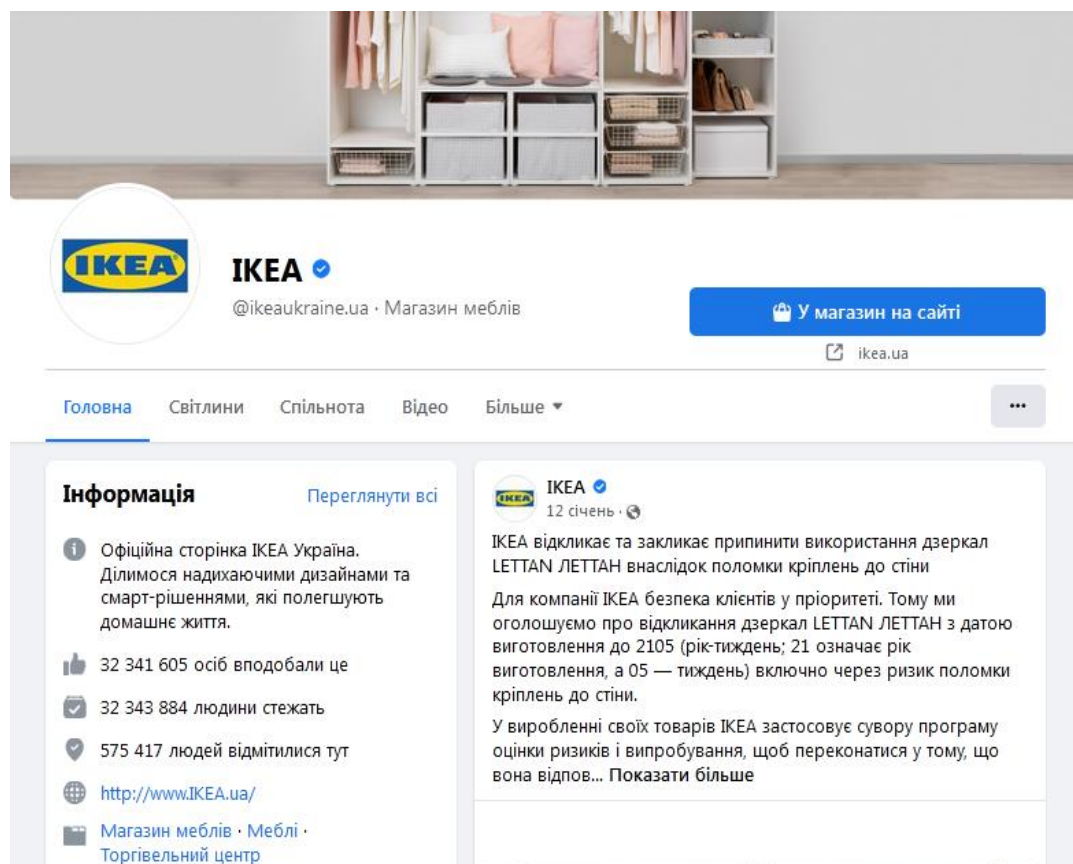 IKEA
IKEA
@ikeaukraine.ua · Магазин меблів
У магазин на сайті
ikea.ua
Головна Світлини Спільнота Відео Більше
Інформація Переглянути всі
Офіційна сторінка IKEA Україна.
Ділимося надихаючими дизайнами та
смарт-рішеннями, які полегшують
домашнє життя.
32 341 605 осіб вподобали це
32 343 884 людини стежать
575 417 людей відмітилися тут
http://www.IKEA.ua/
Магазин меблів · Меблі ·
Торгівельний центр
IKEA
IKEA
12 січень ·
IKEA відкликає та закликає припинити використання дзеркал
LETTAN ЛЕТТАН внаслідок поломки кріплень до стіни
Для компанії IKEA безпека клієнтів у пріоритеті. Тому ми
оголошуємо про відкликання дзеркал LETTAN ЛЕТТАН з датою
виготовлення до 2105 (рік-тиждень; 21 означає рік
виготовлення, а 05 — тиждень) включно через ризик поломки
кріплень до стіни.
У виробленні своїх товарів IKEA застосовує сувору програму
оцінки ризиків і випробування, щоб переконатися у тому, що
вона відпов... Показати більше